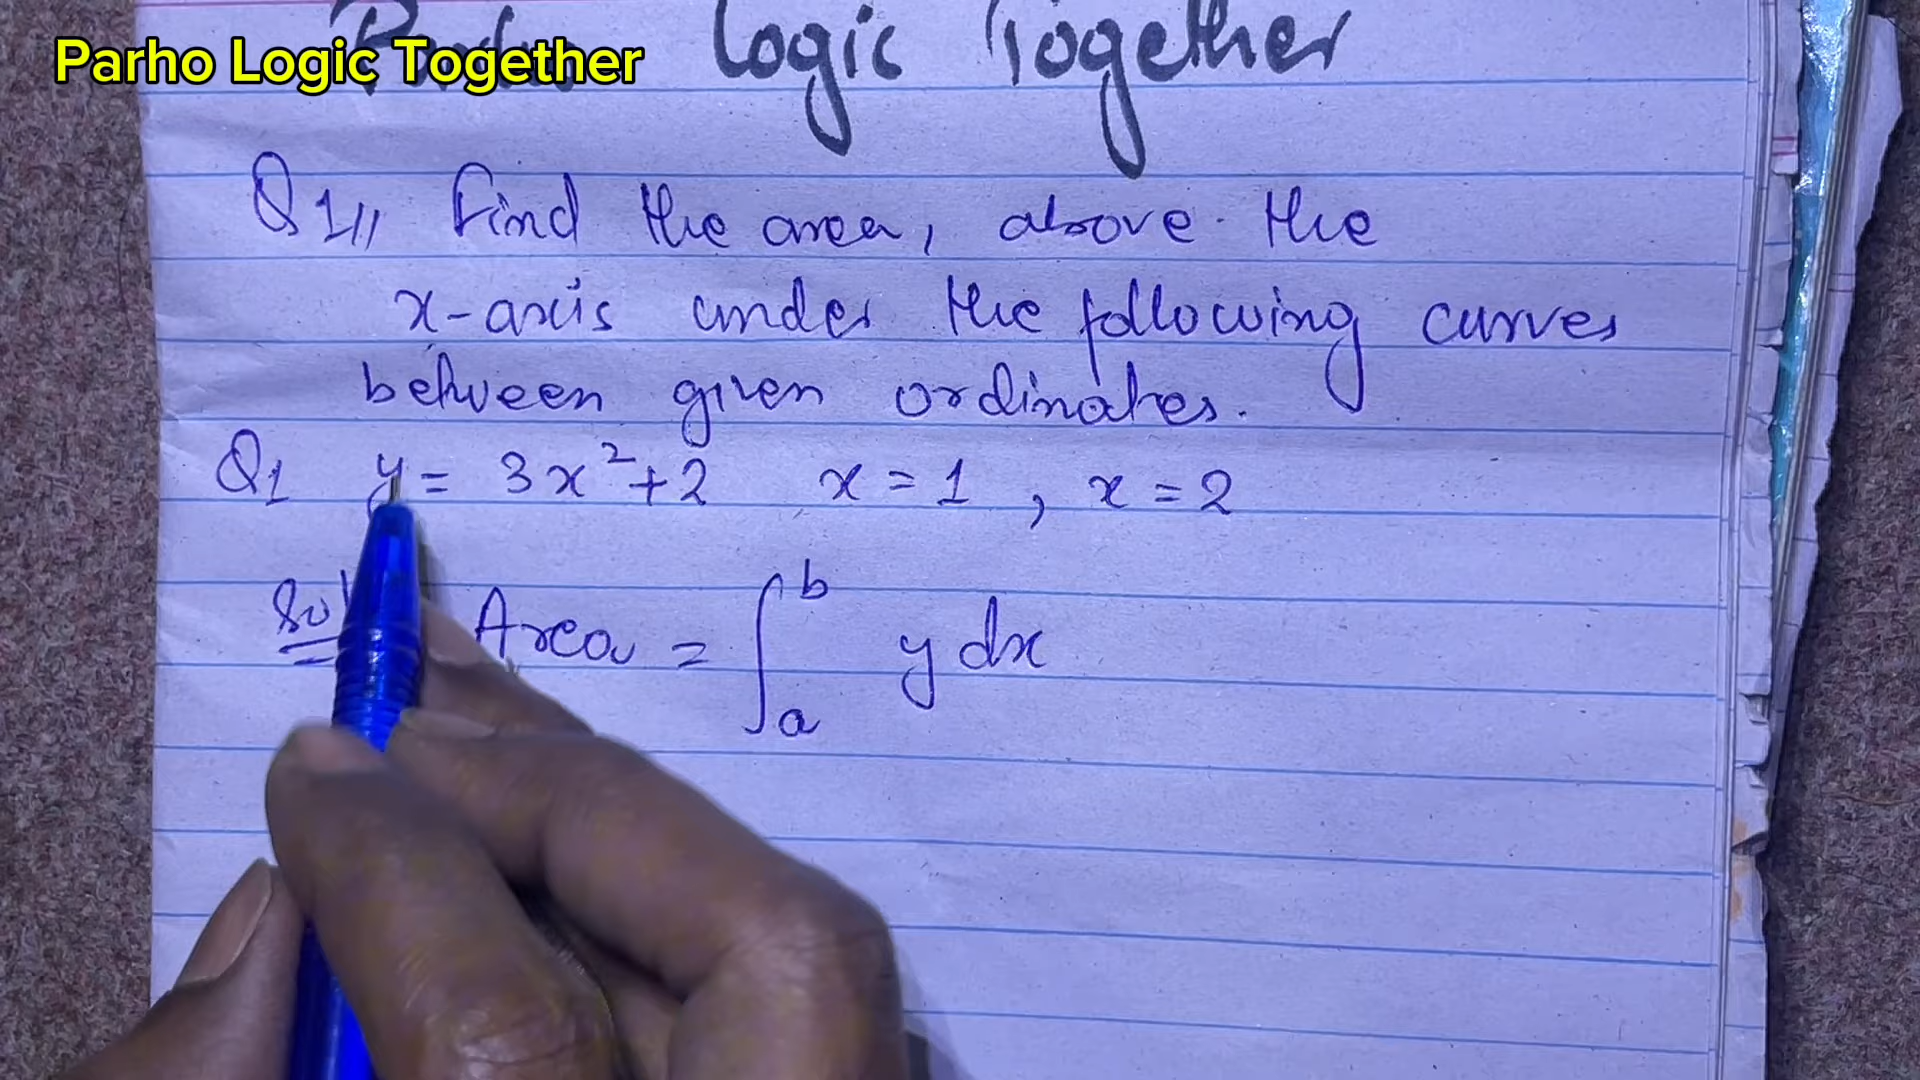 Parho Logic Together
Logic Together
Q1// Find the area, above the
x-axis under the following curves
between given ordinates.
Q1 y = 3x²+2 x = 1 , x = 2
Area = ∫ₐᵇ y dx